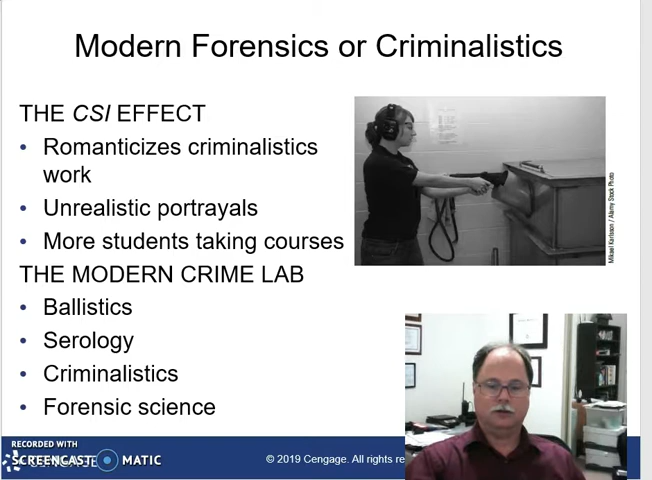 Modern Forensics or Criminalistics
THE CSI EFFECT
• Romanticizes criminalistics
work
• Unrealistic portrayals
• More students taking courses
THE MODERN CRIME LAB
• Ballistics
• Serology
• Criminalistics
• Forensic science
Mikael Karlsson / Alamy Stock Photo
RECORDED WITH
SCREENCAST MATIC
CENGAGE
© 2019 Cengage. All rights re